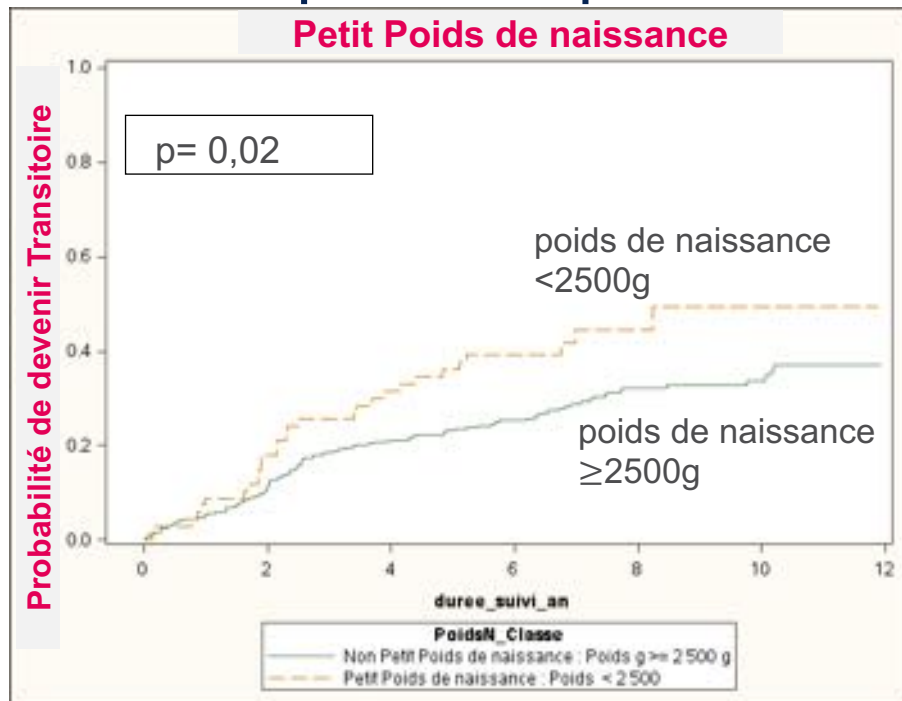 Petit Poids de naissance
Probabilité de devenir Transitoire
1.0
0.8
0.6
0.4
0.2
0.0
p= 0,02
poids de naissance
<2500g
poids de naissance
≥2500g
0 2 4 6 8 10 12
duree_suivi_an
PoidsN_Classe
Non Petit Poids de naissance : Poids g >= 2 500 g
Petit Poids de naissance : Poids < 2 500